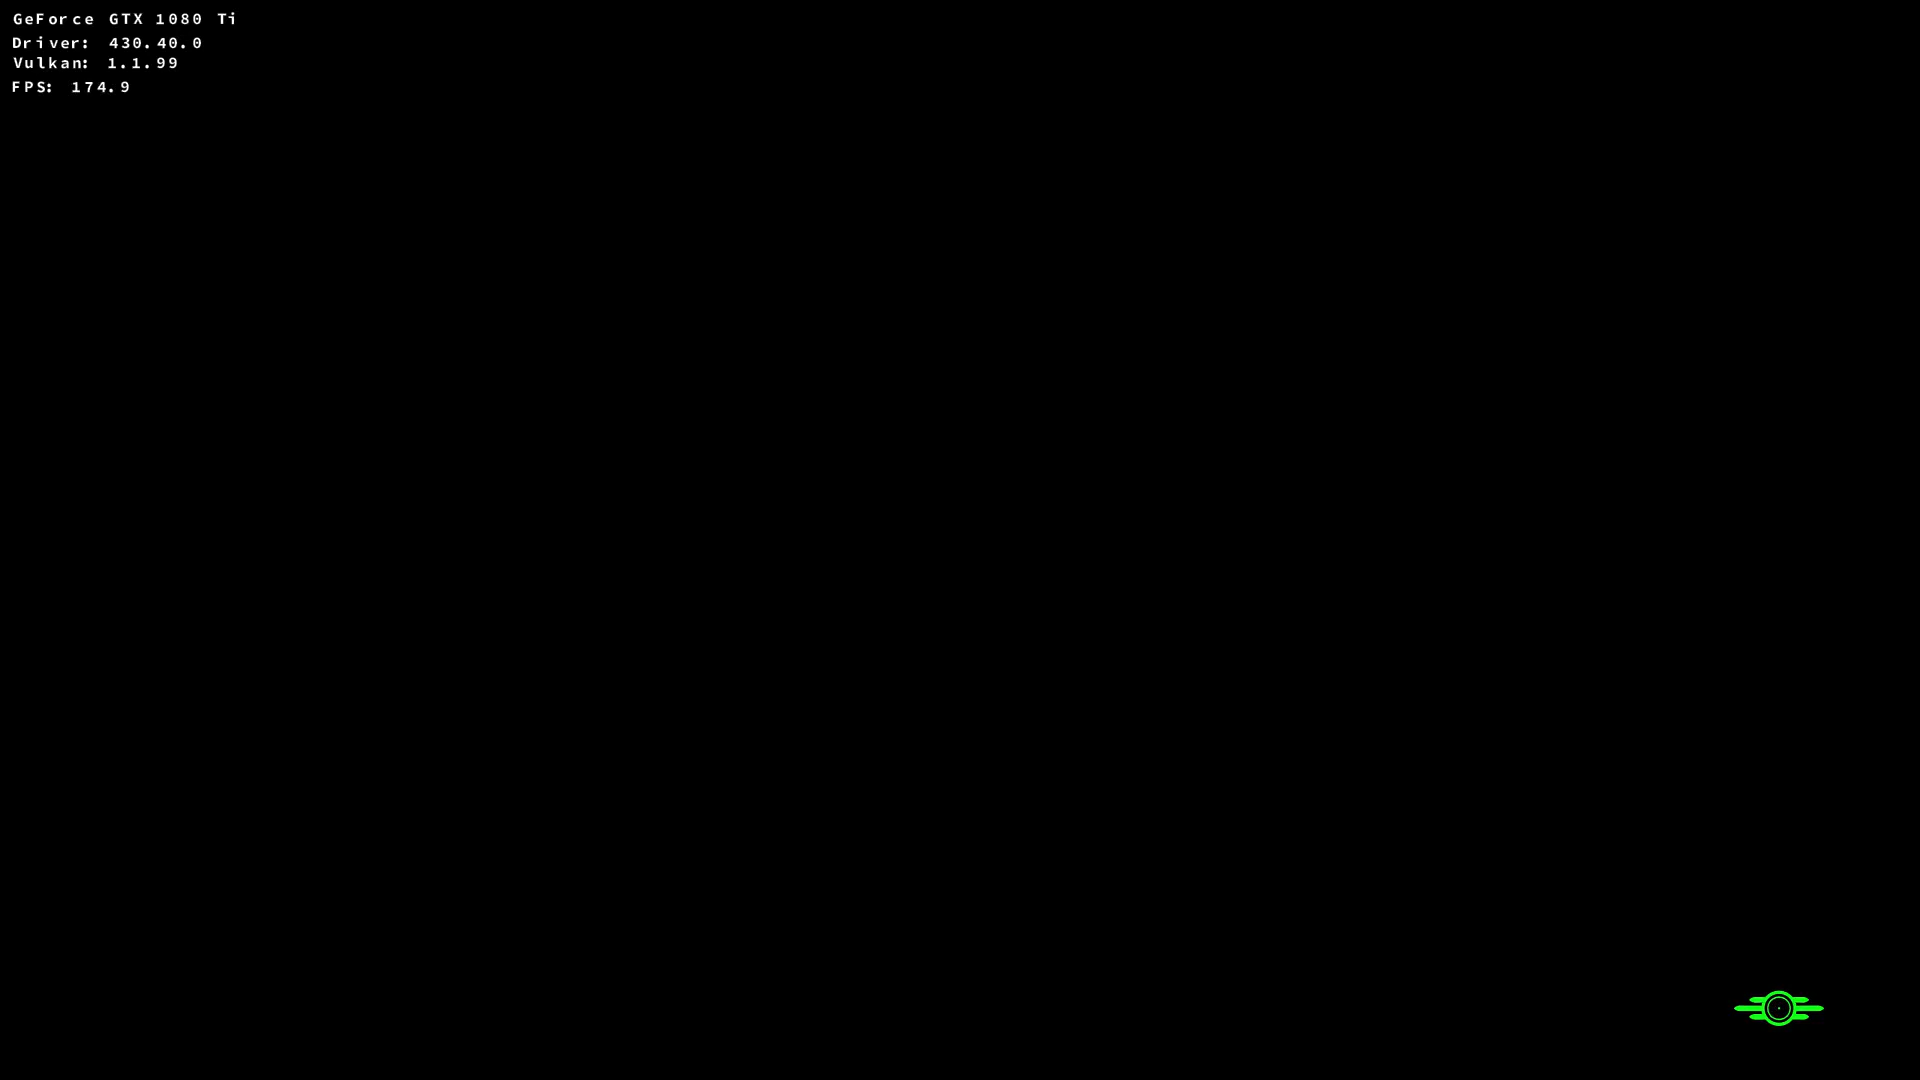 GeForce GTX 1080 Ti
Driver: 430.40.0
Vulkan: 1.1.99
FPS: 174.9